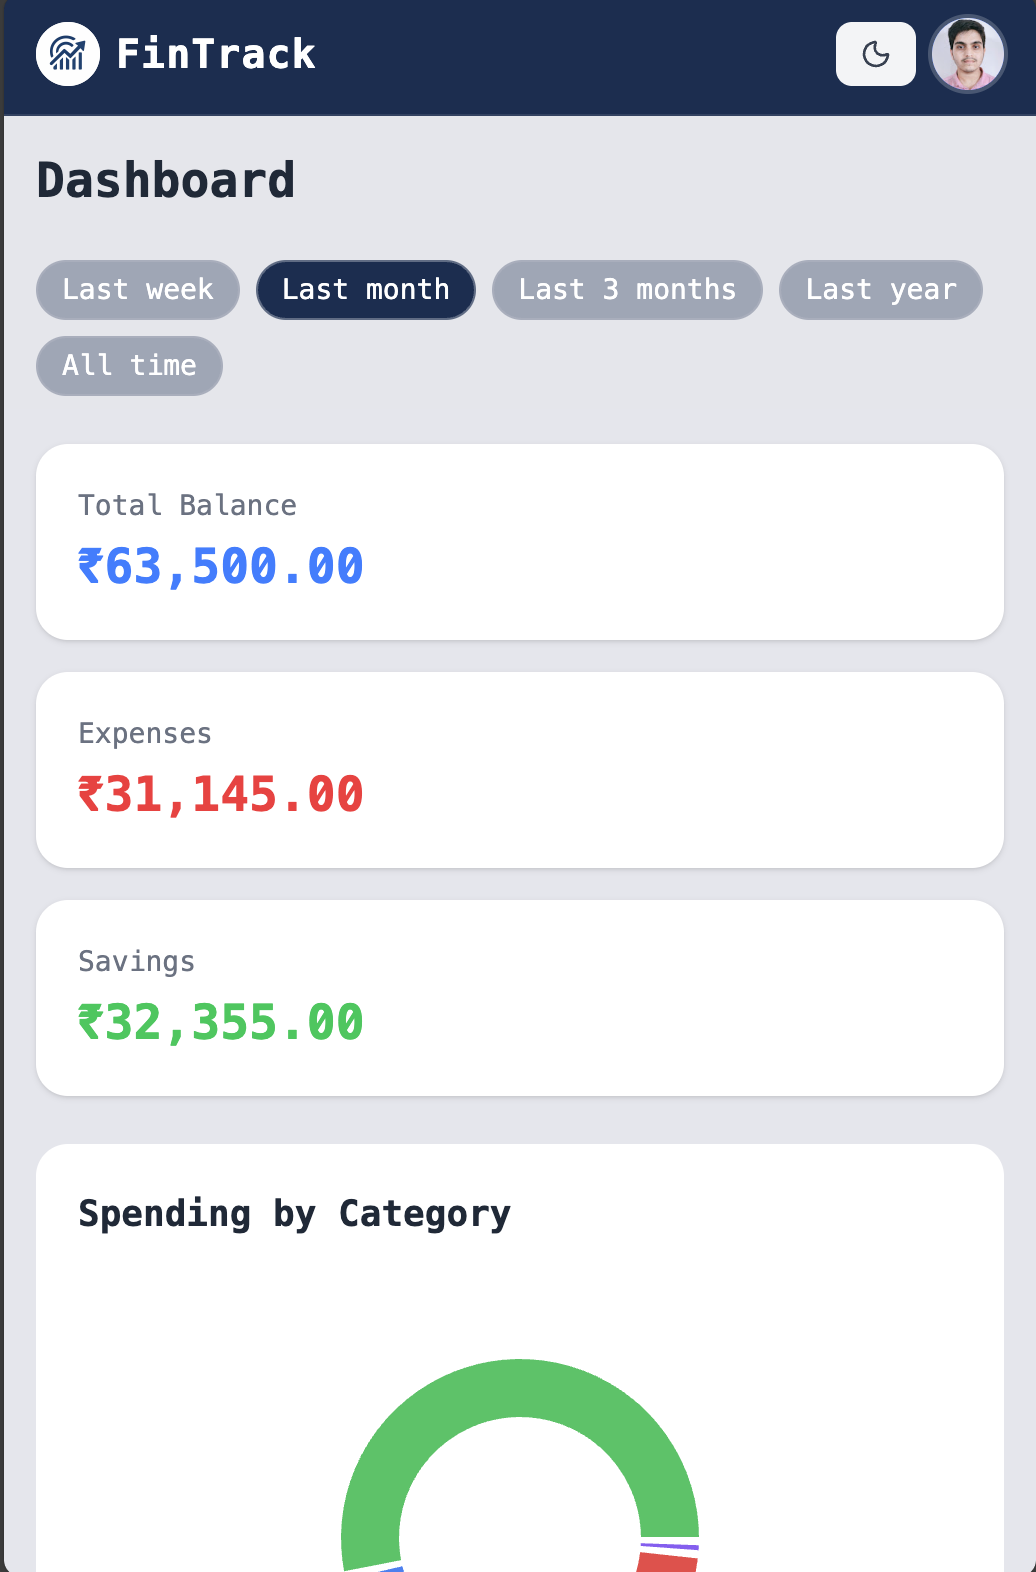 FinTrack
Dashboard
Last week Last month Last 3 months Last year
All time
Total Balance
₹63,500.00
Expenses
₹31,145.00
Savings
₹32,355.00
Spending by Category